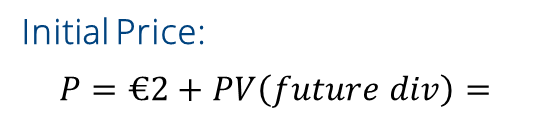 Initial Price:
P = €2 + PV(future div) =